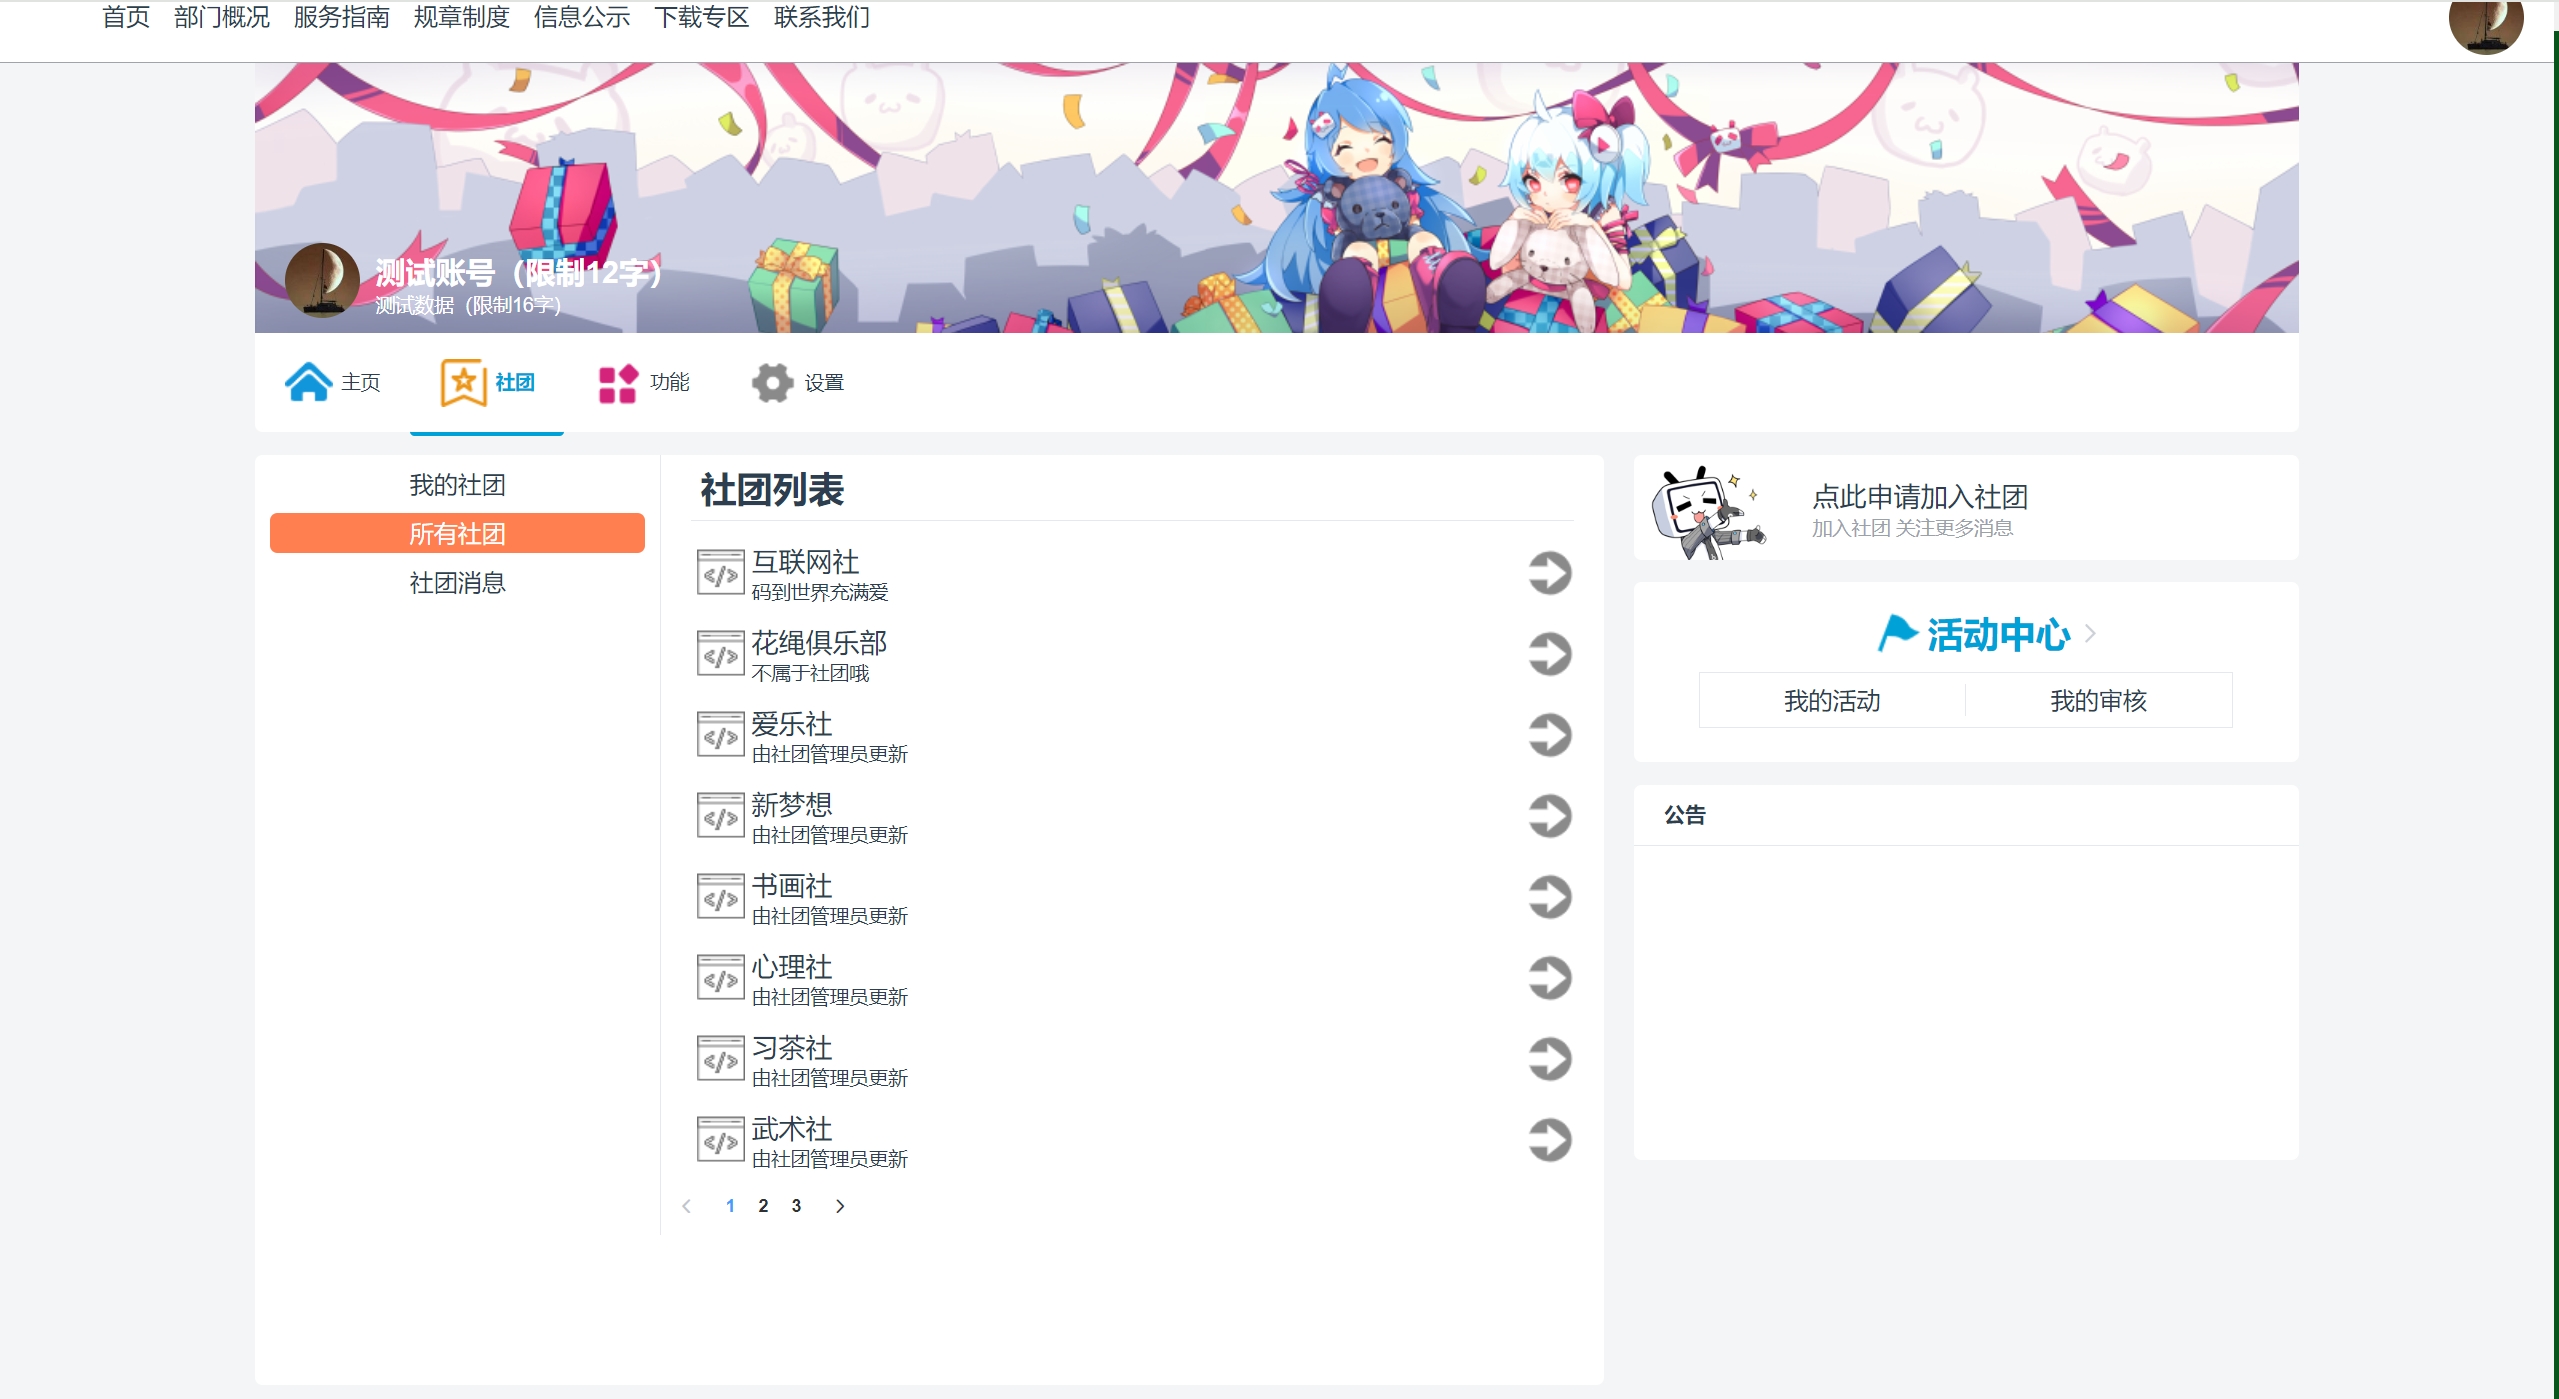 首页 部门概况 服务指南 规章制度 信息公示 下载专区 联系我们
测试账号（限制12字）
测试数据（限制16字）
主页 社团 功能 设置
我的社团
所有社团
社团消息
社团列表
互联网社
码到世界充满爱
花绳俱乐部
不属于社团哦
爱乐社
由社团管理员更新
新梦想
由社团管理员更新
书画社
由社团管理员更新
心理社
由社团管理员更新
习茶社
由社团管理员更新
武术社
由社团管理员更新
1 2 3
点此申请加入社团
加入社团 关注更多消息
活动中心
我的活动 我的审核
公告